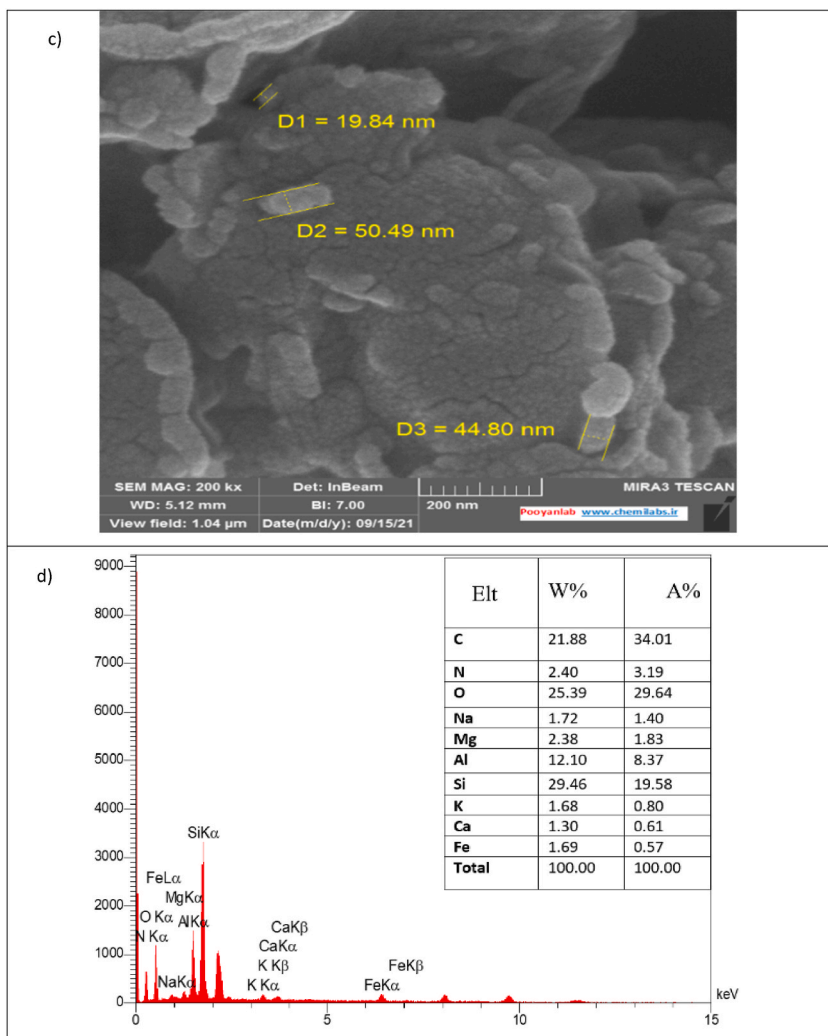 c)
D1 = 19.84 nm
D2 = 50.49 nm
D3 = 44.80 nm
SEM MAG: 200 kx Det: InBeam MIRA3 TESCAN
WD: 5.12 mm BI: 7.00 200 nm Pooyanlab www.chemilabs.ir
View field: 1.04 µm Date(m/d/y): 09/15/21
d)
Elt W% A%
C 21.88 34.01
N 2.40 3.19
O 25.39 29.64
Na 1.72 1.40
Mg 2.38 1.83
Al 12.10 8.37
Si 29.46 19.58
K 1.68 0.80
Ca 1.30 0.61
Fe 1.69 0.57
Total 100.00 100.00
9000
8000
7000
6000
5000
4000
3000
2000
1000
0
SiKα
FeLα
MgKα
O Kα AlKα
N Kα
NaKα
CaKβ
CaKα
K Kβ
K Kα
FeKβ
FeKα
keV
0 5 10 15